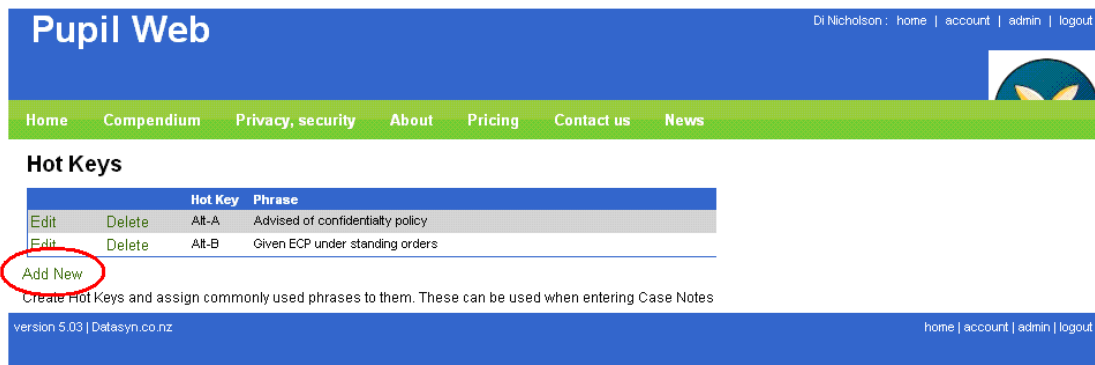 Pupil Web
Di Nicholson : home | account | admin | logout
Home Compendium Privacy, security About Pricing Contact us News
Hot Keys
Hot Key Phrase
Edit Delete Alt-A Advised of confidentialty policy
Edit Delete Alt-B Given ECP under standing orders
Add New
Create Hot Keys and assign commonly used phrases to them. These can be used when entering Case Notes
version 5.03 | Datasyn.co.nz home | account | admin | logout